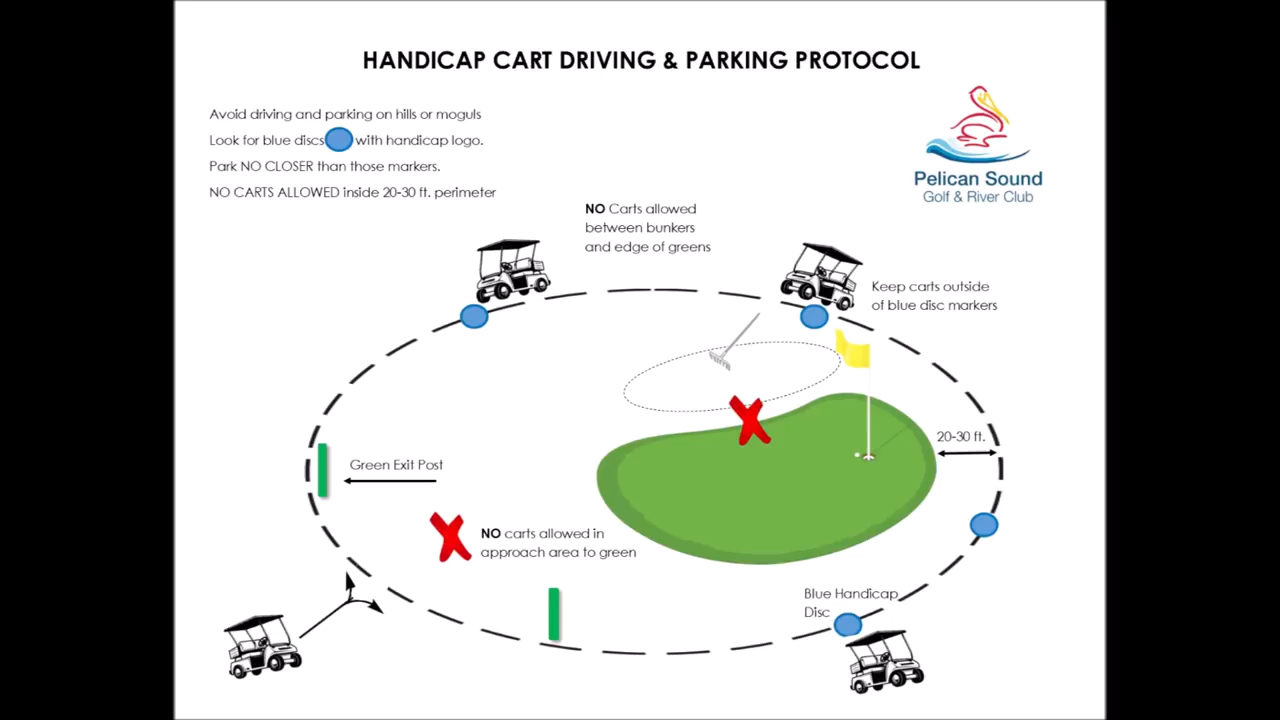 HANDICAP CART DRIVING & PARKING PROTOCOL
Avoid driving and parking on hills or moguls
Look for blue discs with handicap logo.
Park NO CLOSER than those markers.
NO CARTS ALLOWED inside 20-30 ft. perimeter
Pelican Sound
Golf & River Club
NO Carts allowed
between bunkers
and edge of greens
Keep carts outside
of blue disc markers
20-30 ft.
Green Exit Post
NO carts allowed in
approach area to green
Blue Handicap
Disc